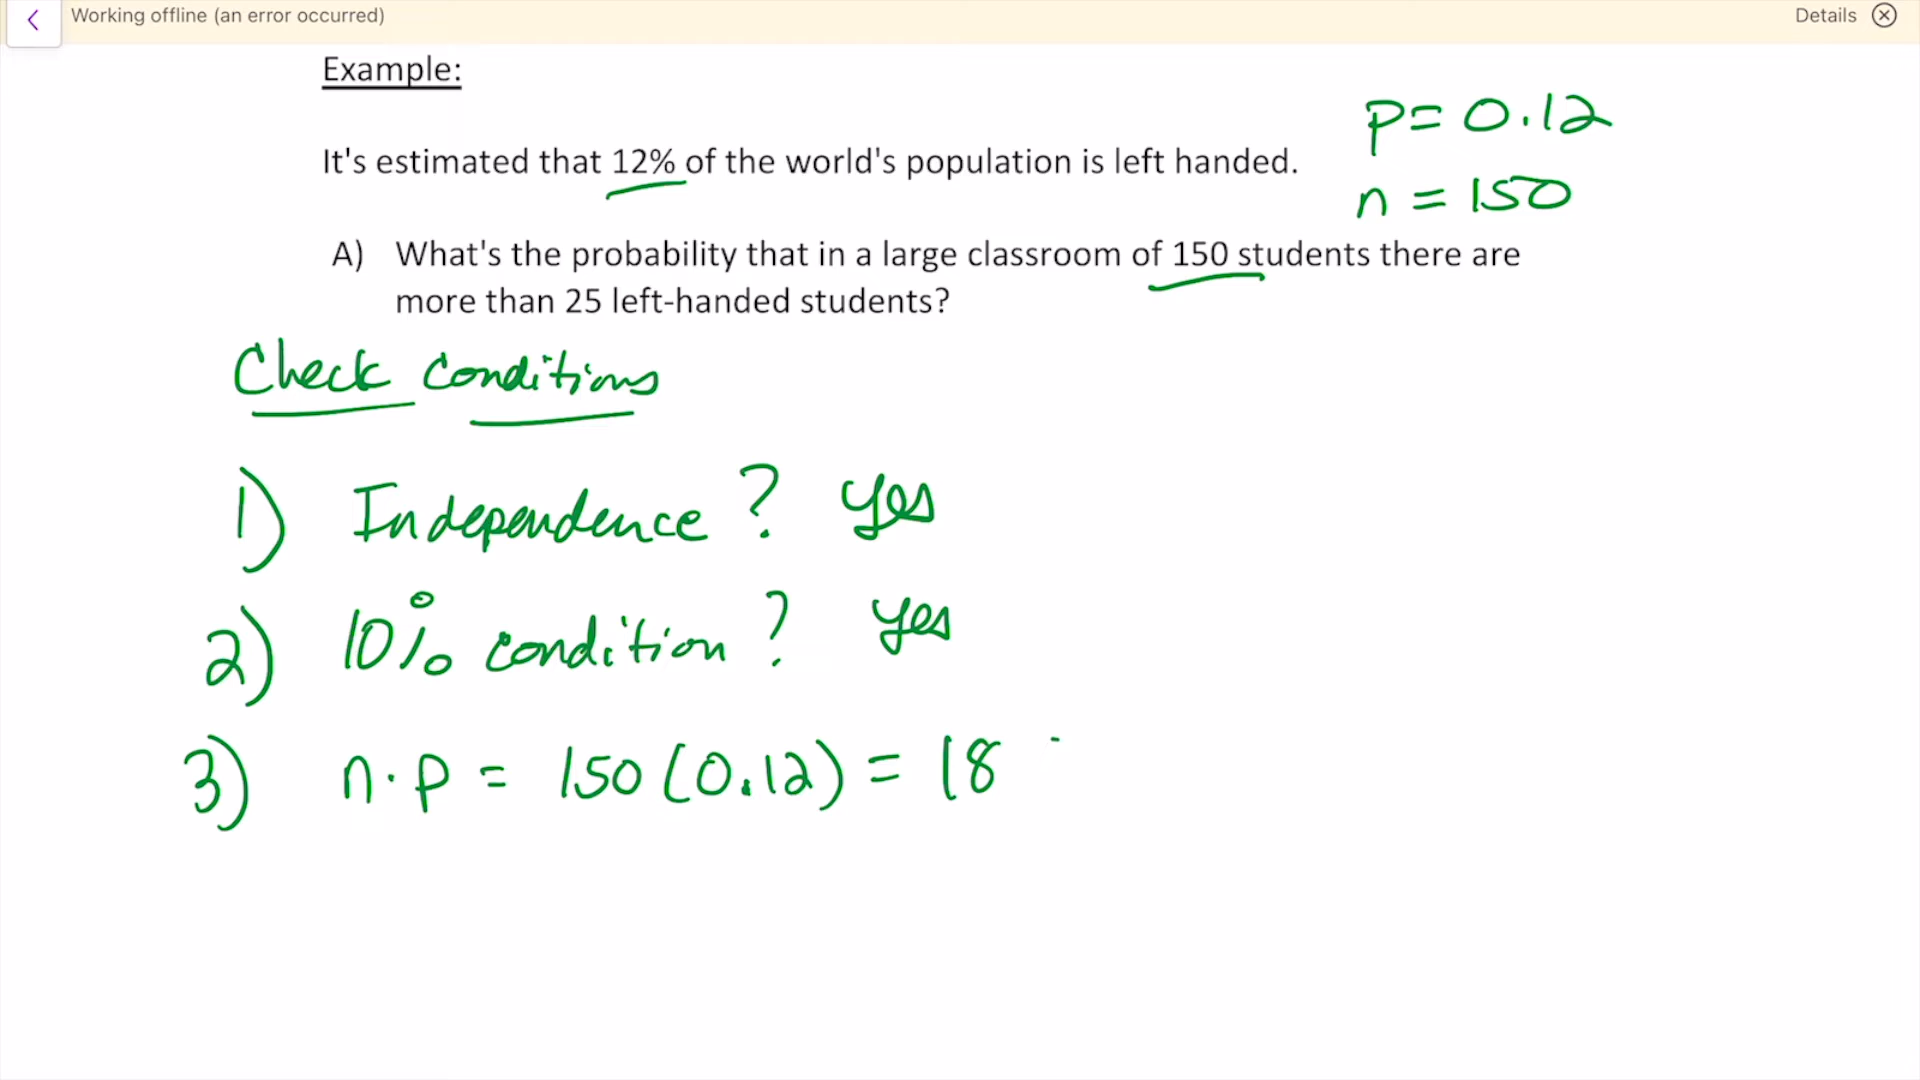 Working offline (an error occurred) Details
Example:
p = 0.12
It's estimated that 12% of the world's population is left handed.
n = 150
A) What's the probability that in a large classroom of 150 students there are
more than 25 left-handed students?
Check Conditions
1) Independence? yes
2) 10% condition? yes
3) n·p = 150(0.12) = 18